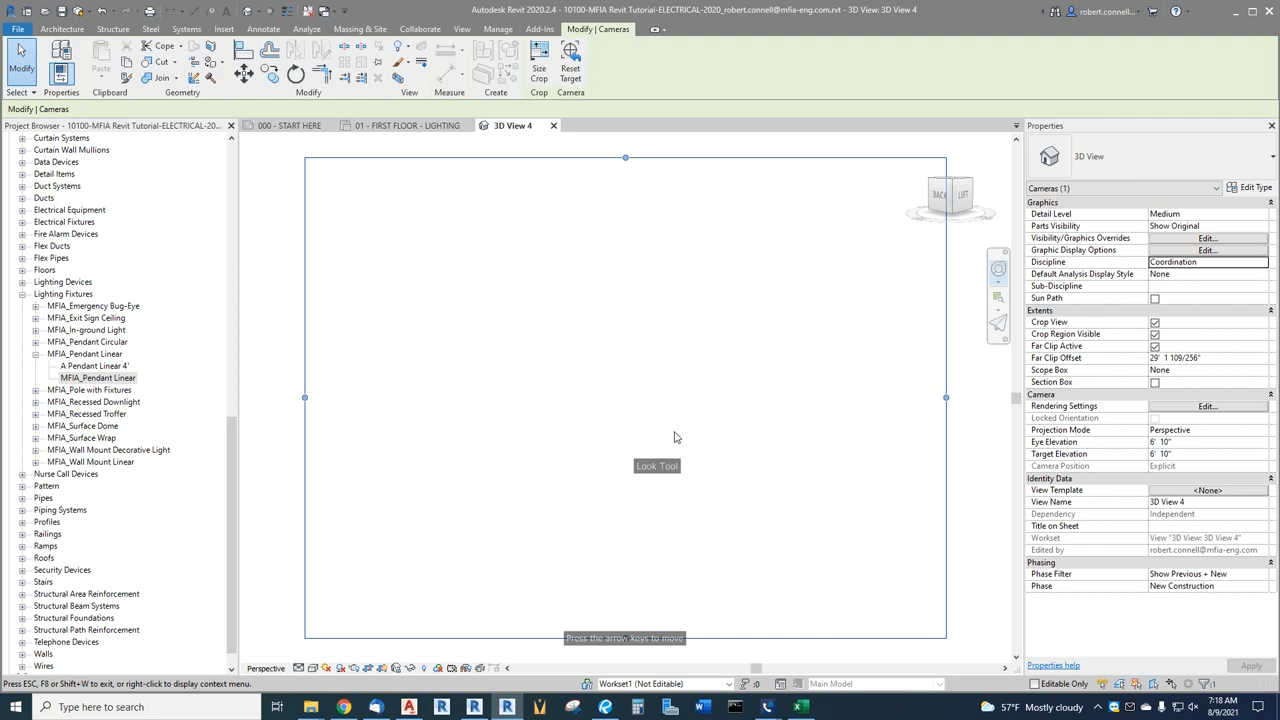 Autodesk Revit 2020.2.4 - 10100-MFIA Revit Tutorial-ELECTRICAL-2020_robert.connell@mfia-eng.com.rvt - 3D View: 3D View 4
robert.connell...
File Architecture Structure Steel Systems Insert Annotate Analyze Massing & Site Collaborate View Manage Add-Ins Modify | Cameras
Modify
Properties
Paste
Cope
Cut
Join
Size Crop
Reset Target
Select Properties Clipboard Geometry Modify View Measure Create Crop Camera
Modify | Cameras
Project Browser - 10100-MFIA Revit Tutorial-ELECTRICAL-20...
000 - START HERE
01 - FIRST FLOOR - LIGHTING
3D View 4
Properties
Curtain Systems
Curtain Wall Mullions
Data Devices
Detail Items
Duct Systems
Ducts
Electrical Equipment
Electrical Fixtures
Fire Alarm Devices
Flex Ducts
Flex Pipes
Floors
Lighting Devices
Lighting Fixtures
MFIA_Emergency Bug-Eye
MFIA_Exit Sign Ceiling
MFIA_In-ground Light
MFIA_Pendant Circular
MFIA_Pendant Linear
A Pendant Linear 4'
MFIA_Pendant Linear
MFIA_Pole with Fixtures
MFIA_Recessed Downlight
MFIA_Recessed Troffer
MFIA_Surface Dome
MFIA_Surface Wrap
MFIA_Wall Mount Decorative Light
MFIA_Wall Mount Linear
Nurse Call Devices
Pattern
Pipes
Piping Systems
Profiles
Railings
Ramps
Roofs
Security Devices
Stairs
Structural Area Reinforcement
Structural Beam Systems
Structural Foundations
Structural Path Reinforcement
Telephone Devices
Walls
Wires
BACK LEFT
Look Tool
Press the arrow keys to move
Perspective
3D View
Cameras (1) Edit Type
Graphics
Detail Level Medium
Parts Visibility Show Original
Visibility/Graphics Overrides Edit...
Graphic Display Options Edit...
Discipline Coordination
Default Analysis Display Style None
Sub-Discipline
Sun Path
Extents
Crop View
Crop Region Visible
Far Clip Active
Far Clip Offset 29' 1 109/256"
Scope Box None
Section Box
Camera
Rendering Settings Edit...
Locked Orientation
Projection Mode Perspective
Eye Elevation 6' 10"
Target Elevation 6' 10"
Camera Position Explicit
Identity Data
View Template <None>
View Name 3D View 4
Dependency Independent
Title on Sheet
Workset View "3D View: 3D View 4"
Edited by robert.connell@mfia-eng.com
Phasing
Phase Filter Show Previous + New
Phase New Construction
Properties help Apply
Press ESC, F8 or Shift+W to exit, or right-click to display context menu.
Workset1 (Not Editable)
:0
Main Model
Editable Only
:1
Type here to search
57°F Mostly cloudy
7:18 AM
8/9/2021